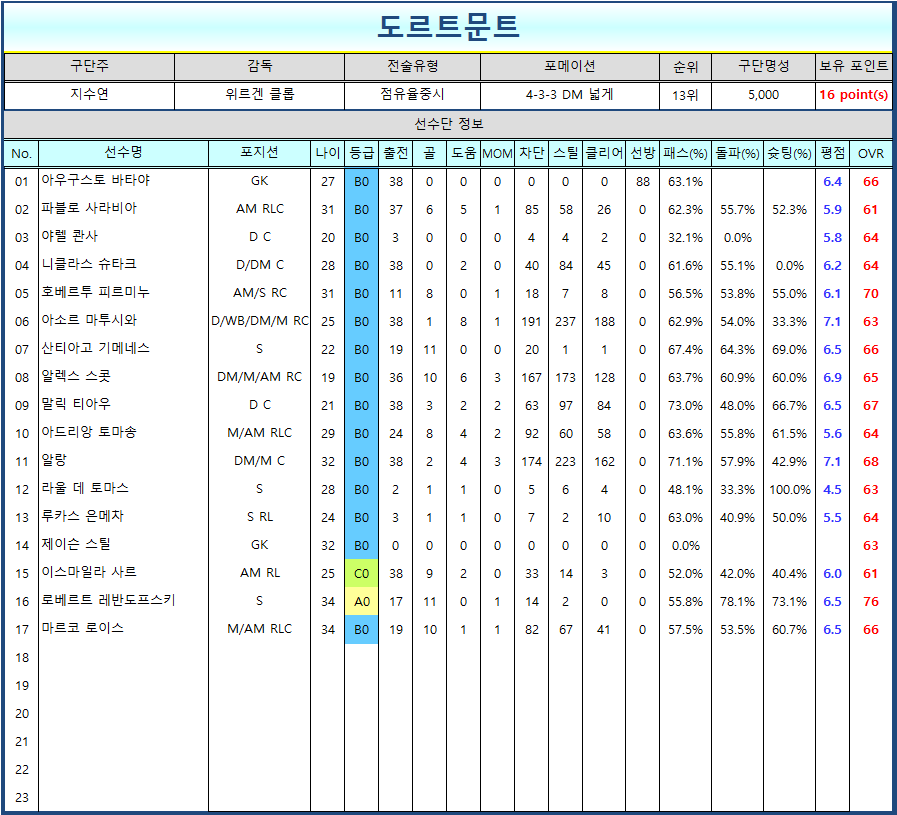 도르트문트
구단주 감독 전술유형 포메이션 순위 구단명성 보유 포인트
지수연 위르겐 클롭 점유율중시 4-3-3 DM 넓게 13위 5,000 16 point(s)
선수단 정보
No. 선수명 포지션 나이 등급 출전 골 도움 MOM 차단 스틸 클리어 선방 패스(%) 돌파(%) 슛팅(%) 평점 OVR
01 아우구스토 바타야 GK 27 B0 38 0 0 0 0 0 0 88 63.1% 6.4 66
02 파블로 사라비아 AM RLC 31 B0 37 6 5 1 85 58 26 0 62.3% 55.7% 52.3% 5.9 61
03 야렐 콴사 D C 20 B0 3 0 0 0 4 4 2 0 32.1% 0.0% 5.8 64
04 니클라스 슈타크 D/DM C 28 B0 38 0 2 0 40 84 45 0 61.6% 55.1% 0.0% 6.2 64
05 호베르투 피르미누 AM/S RC 31 B0 11 8 0 1 18 7 8 0 56.5% 53.8% 55.0% 6.1 70
06 아소르 마투시와 D/WB/DM/M RC 25 B0 38 1 8 1 191 237 188 0 62.9% 54.0% 33.3% 7.1 63
07 산티아고 기메네스 S 22 B0 19 11 0 0 20 1 1 0 67.4% 64.3% 69.0% 6.5 66
08 알렉스 스콧 DM/M/AM RC 19 B0 36 10 6 3 167 173 128 0 63.7% 60.9% 60.0% 6.9 65
09 말릭 티아우 D C 21 B0 38 3 2 2 63 97 84 0 73.0% 48.0% 66.7% 6.5 67
10 아드리앙 토마송 M/AM RLC 29 B0 24 8 4 2 92 60 58 0 63.6% 55.8% 61.5% 5.6 64
11 알랑 DM/M C 32 B0 38 2 4 3 174 223 162 0 71.1% 57.9% 42.9% 7.1 68
12 라울 데 토마스 S 28 B0 2 1 1 0 5 6 4 0 48.1% 33.3% 100.0% 4.5 63
13 루카스 은메차 S RL 24 B0 3 1 1 0 7 2 10 0 63.0% 40.9% 50.0% 5.5 64
14 제이슨 스틸 GK 32 B0 0 0 0 0 0 0 0 0 0.0% 63
15 이스마일라 사르 AM RL 25 C0 38 9 2 0 33 14 3 0 52.0% 42.0% 40.4% 6.0 61
16 로베르트 레반도프스키 S 34 A0 17 11 0 1 14 2 0 0 55.8% 78.1% 73.1% 6.5 76
17 마르코 로이스 M/AM RLC 34 B0 19 10 1 1 82 67 41 0 57.5% 53.5% 60.7% 6.5 66
18
19
20
21
22
23